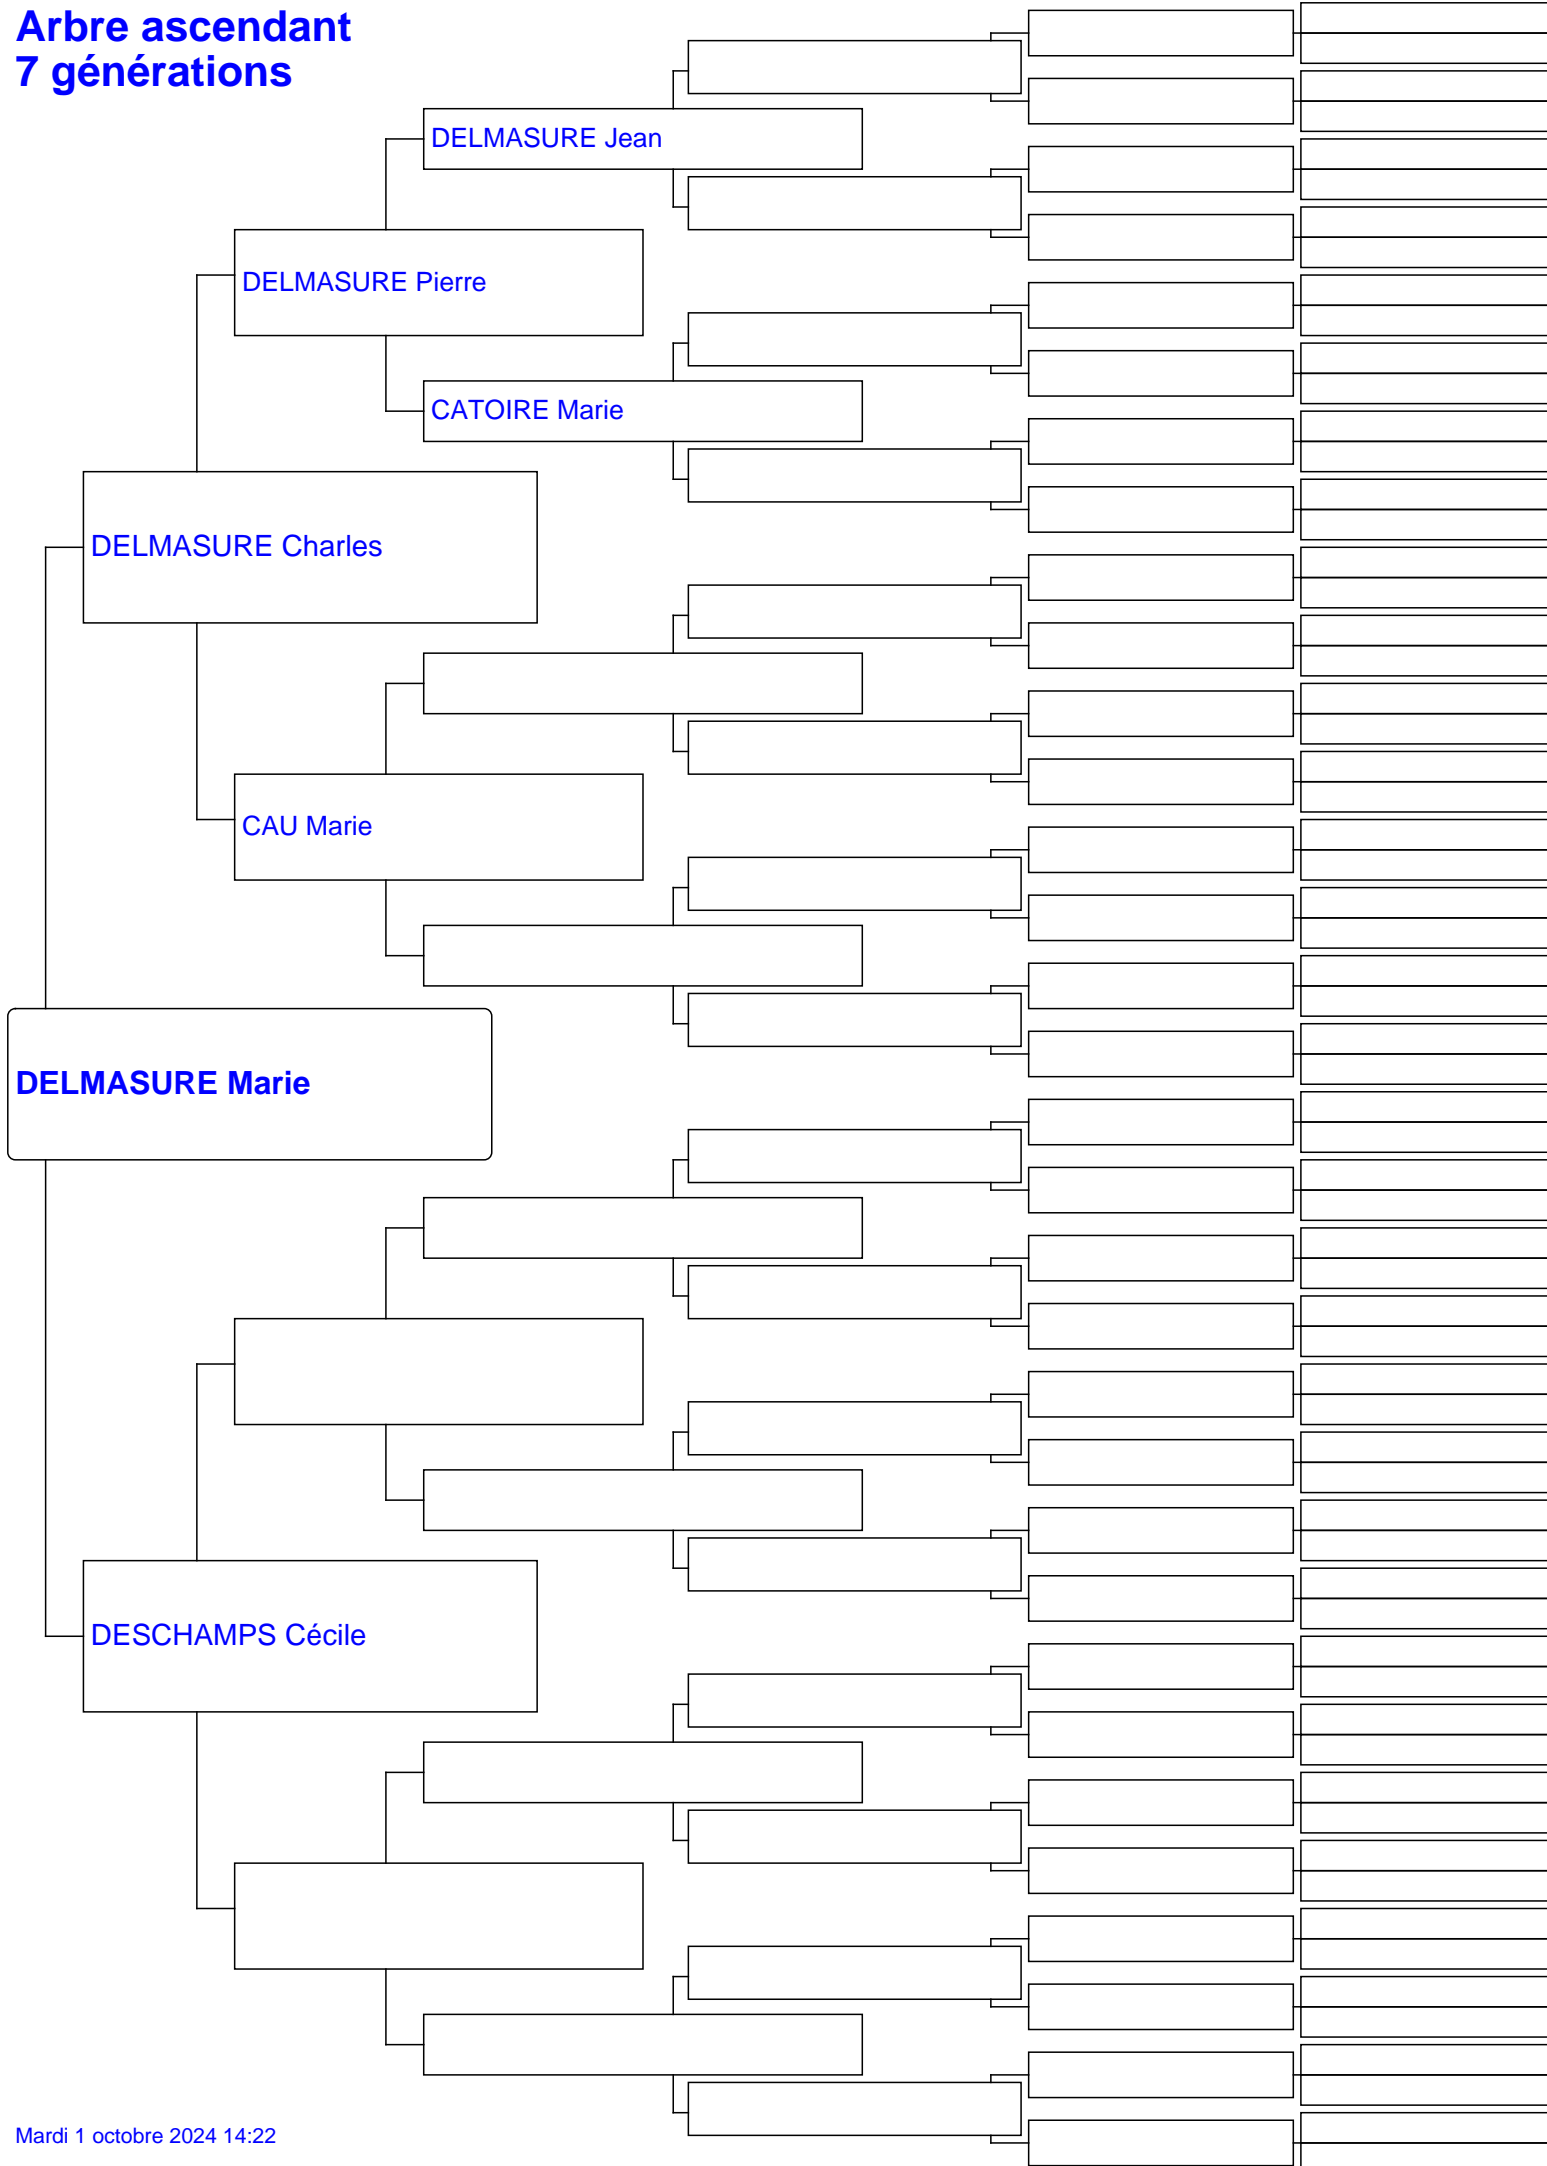 Arbre ascendant
7 générations
DELMASURE Jean
DELMASURE Pierre
CATOIRE Marie
DELMASURE Charles
CAU Marie
DELMASURE Marie
DESCHAMPS Cécile
Mardi 1 octobre 2024 14:22